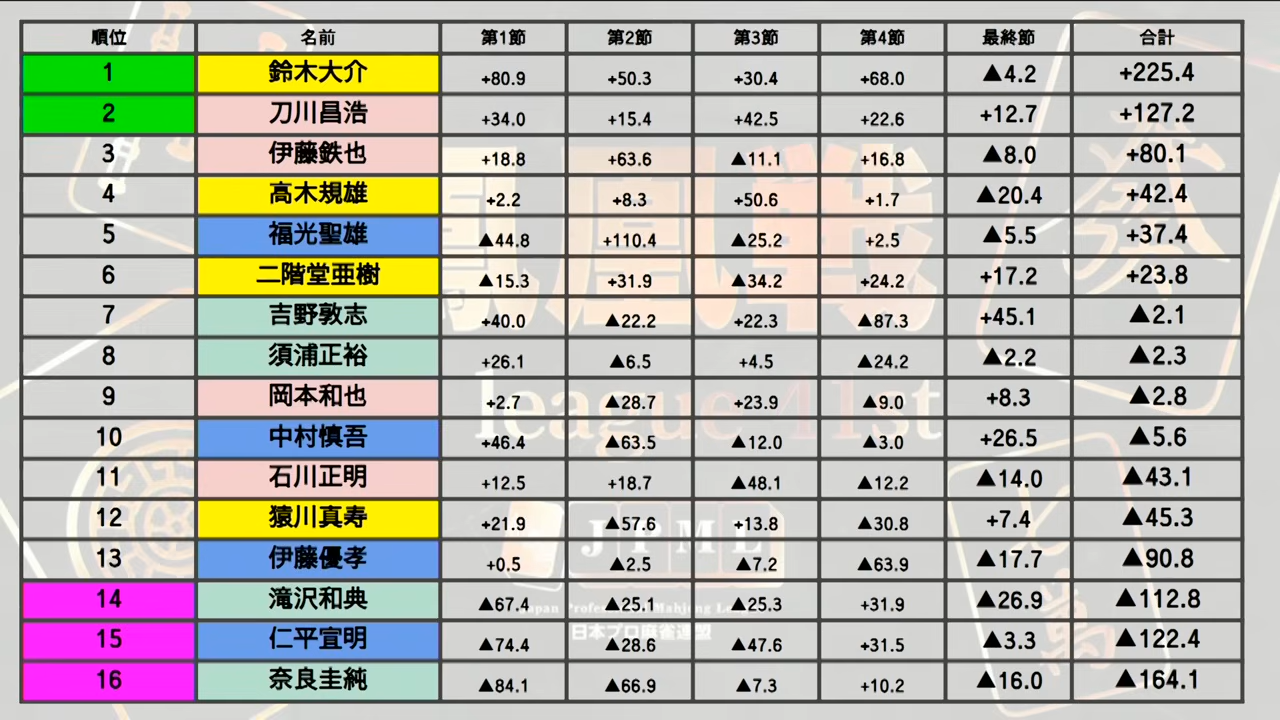 順位 名前 第1節 第2節 第3節 第4節 最終節 合計
1 鈴木大介 +80.9 +50.3 +30.4 +68.0 ▲4.2 +225.4
2 刀川昌浩 +34.0 +15.4 +42.5 +22.6 +12.7 +127.2
3 伊藤鉄也 +18.8 +63.6 ▲11.1 +16.8 ▲8.0 +80.1
4 高木規雄 +2.2 +8.3 +50.6 +1.7 ▲20.4 +42.4
5 福光聖雄 ▲44.8 +110.4 ▲25.2 +2.5 ▲5.5 +37.4
6 二階堂亜樹 ▲15.3 +31.9 ▲34.2 +24.2 +17.2 +23.8
7 吉野敦志 +40.0 ▲22.2 +22.3 ▲87.3 +45.1 ▲2.1
8 須浦正裕 +26.1 ▲6.5 +4.5 ▲24.2 ▲2.2 ▲2.3
9 岡本和也 +2.7 ▲28.7 +23.9 ▲9.0 +8.3 ▲2.8
10 中村慎吾 +46.4 ▲63.5 ▲12.0 ▲3.0 +26.5 ▲5.6
11 石川正明 +12.5 +18.7 ▲48.1 ▲12.2 ▲14.0 ▲43.1
12 猿川真寿 +21.9 ▲57.6 +13.8 ▲30.8 +7.4 ▲45.3
13 伊藤優孝 +0.5 ▲2.5 ▲7.2 ▲63.9 ▲17.7 ▲90.8
14 滝沢和典 ▲67.4 ▲25.1 ▲25.3 +31.9 ▲26.9 ▲112.8
15 仁平宣明 ▲74.4 ▲28.6 ▲47.6 +31.5 ▲3.3 ▲122.4
16 奈良圭純 ▲84.1 ▲66.9 ▲7.3 +10.2 ▲16.0 ▲164.1
鳳凰戦
league 41st
JPML
日本プロ麻雀連盟